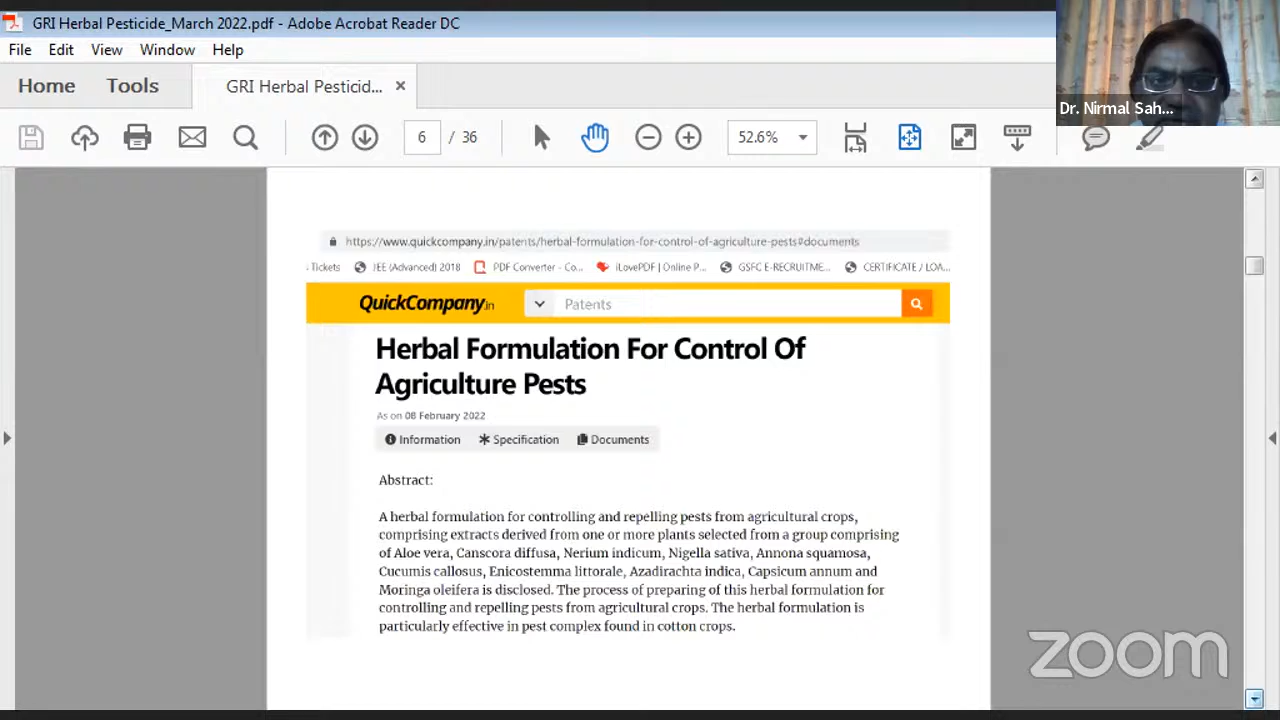 GRI Herbal Pesticide_March 2022.pdf - Adobe Acrobat Reader DC
File Edit View Window Help
Home Tools GRI Herbal Pesticid... ×
6 / 36 52.6%
Dr. Nirmal Sah...
https://www.quickcompany.in/patents/herbal-formulation-for-control-of-agriculture-pests#documents
Tickets JEE (Advanced) 2018 PDF Converter - Co... iLovePDF | Online P... GSFC E-RECRUITME... CERTIFICATE / LOA...
QuickCompany.in Patents
Herbal Formulation For Control Of
Agriculture Pests
As on 08 February 2022
Information Specification Documents
Abstract:
A herbal formulation for controlling and repelling pests from agricultural crops,
comprising extracts derived from one or more plants selected from a group comprising
of Aloe vera, Canscora diffusa, Nerium indicum, Nigella sativa, Annona squamosa,
Cucumis callosus, Enicostemma littorale, Azadirachta indica, Capsicum annum and
Moringa oleifera is disclosed. The process of preparing of this herbal formulation for
controlling and repelling pests from agricultural crops. The herbal formulation is
particularly effective in pest complex found in cotton crops.
zoom